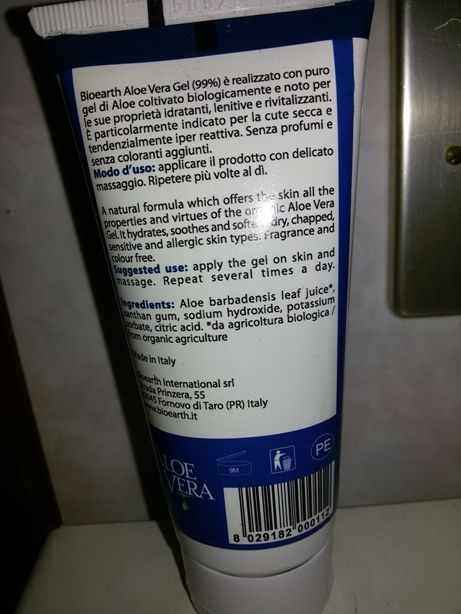 Bioearth Aloe Vera Gel (99%) è realizzato con puro
gel di Aloe coltivato biologicamente e noto per
le sue proprietà idratanti, lenitive e rivitalizzanti.
È particolarmente indicato per la cute secca e
tendenzialmente iper reattiva. Senza profumi e
senza coloranti aggiunti.
Modo d'uso: applicare il prodotto con delicato
massaggio. Ripetere più volte al dì.
A natural formula which offers the skin all the
properties and virtues of the organic Aloe Vera
Gel. It hydrates, soothes and softens dry, chapped,
sensitive and allergic skin types. Fragrance and
colour free.
Suggested use: apply the gel on skin and
massage. Repeat several times a day.
Ingredients: Aloe barbadensis leaf juice*,
xanthan gum, sodium hydroxide, potassium
sorbate, citric acid. *da agricoltura biologica /
from organic agriculture
Made in Italy
Bioearth International srl
Strada Prinzera, 55
43045 Fornovo di Taro (PR) Italy
www.bioearth.it
ALOE
VERA
9M
PE
8 029182 000112